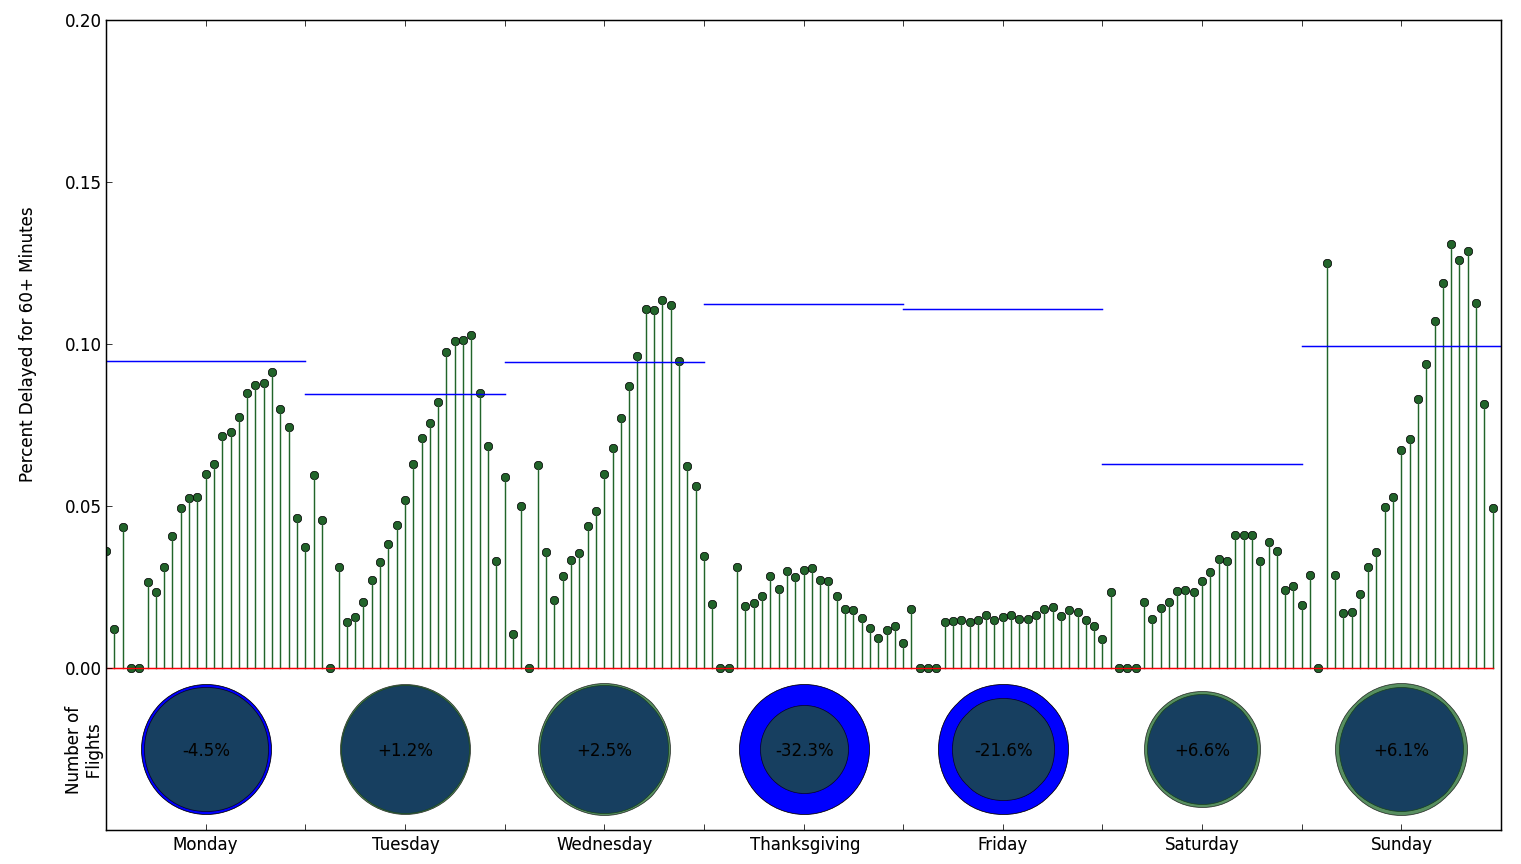 0.20
0.15
0.10
0.05
0.00
Percent Delayed for 60+ Minutes
Number of
Flights
-4.5%
+1.2%
+2.5%
-32.3%
-21.6%
+6.6%
+6.1%
Monday
Tuesday
Wednesday
Thanksgiving
Friday
Saturday
Sunday